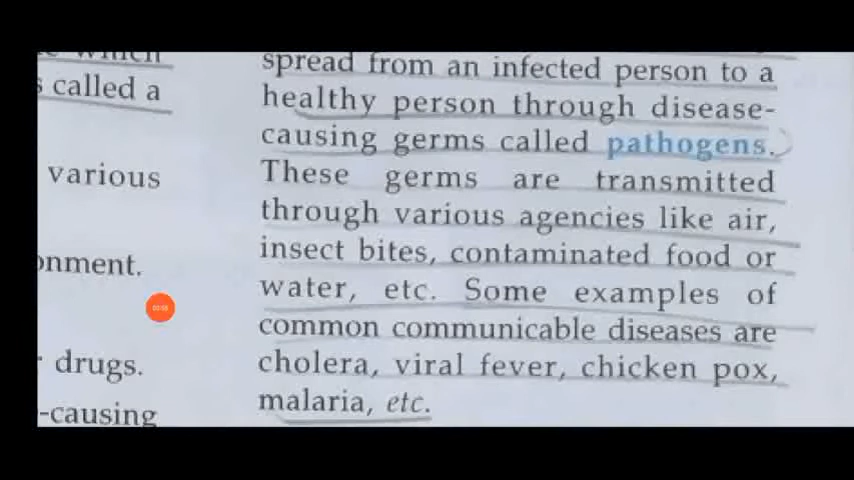 which
s called a
various
onment.
drugs.
-causing
spread from an infected person to a
healthy person through disease-
causing germs called pathogens.
These germs are transmitted
through various agencies like air,
insect bites, contaminated food or
water, etc. Some examples of
common communicable diseases are
cholera, viral fever, chicken pox,
malaria, etc.